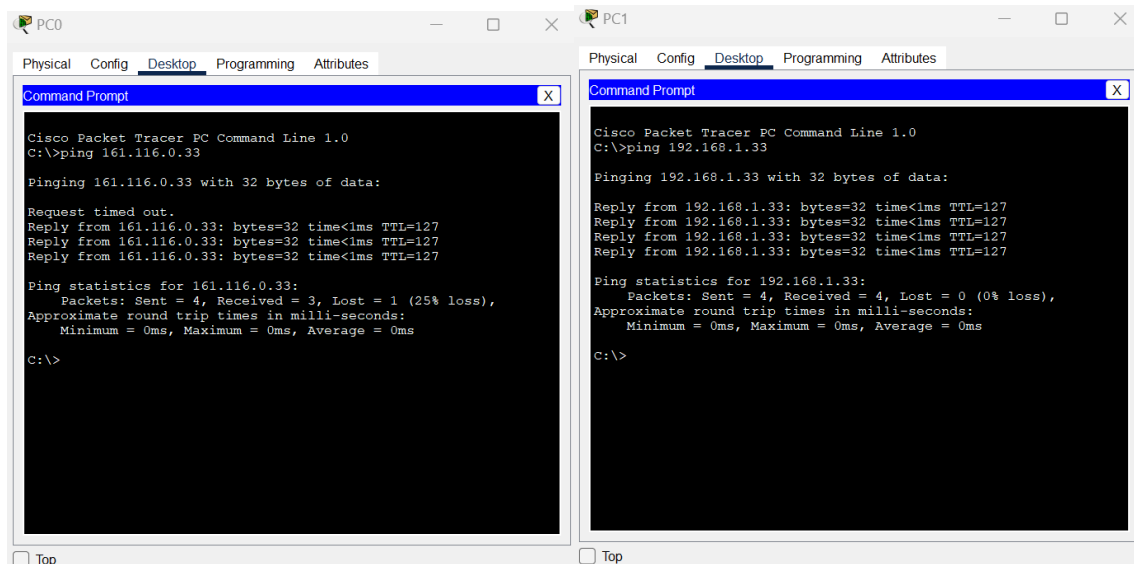 PC0
Physical Config Desktop Programming Attributes
Command Prompt
X
Cisco Packet Tracer PC Command Line 1.0
C:\>ping 161.116.0.33
Pinging 161.116.0.33 with 32 bytes of data:
Request timed out.
Reply from 161.116.0.33: bytes=32 time<1ms TTL=127
Reply from 161.116.0.33: bytes=32 time<1ms TTL=127
Reply from 161.116.0.33: bytes=32 time<1ms TTL=127
Ping statistics for 161.116.0.33:
Packets: Sent = 4, Received = 3, Lost = 1 (25% loss),
Approximate round trip times in milli-seconds:
Minimum = 0ms, Maximum = 0ms, Average = 0ms
C:\>
Top
PC1
Physical Config Desktop Programming Attributes
Command Prompt
X
Cisco Packet Tracer PC Command Line 1.0
C:\>ping 192.168.1.33
Pinging 192.168.1.33 with 32 bytes of data:
Reply from 192.168.1.33: bytes=32 time<1ms TTL=127
Reply from 192.168.1.33: bytes=32 time<1ms TTL=127
Reply from 192.168.1.33: bytes=32 time<1ms TTL=127
Reply from 192.168.1.33: bytes=32 time<1ms TTL=127
Ping statistics for 192.168.1.33:
Packets: Sent = 4, Received = 4, Lost = 0 (0% loss),
Approximate round trip times in milli-seconds:
Minimum = 0ms, Maximum = 0ms, Average = 0ms
C:\>
Top